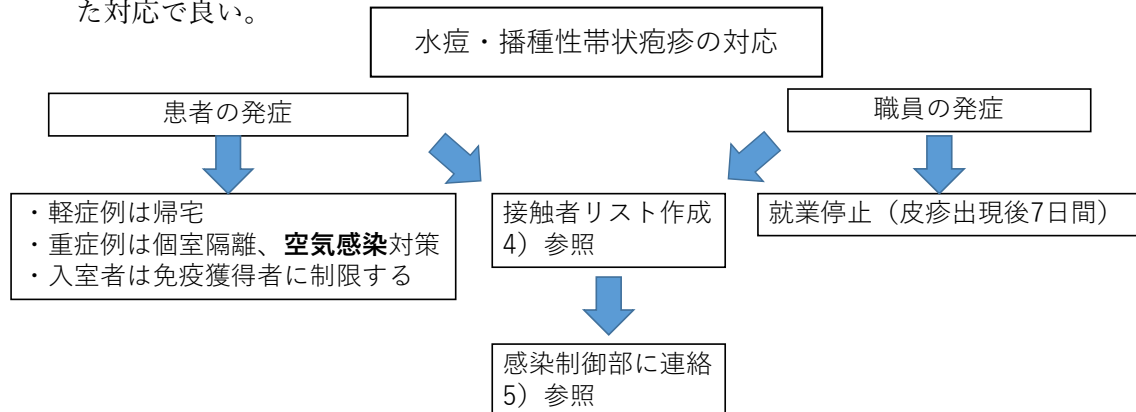 た対応で良い。
水痘・播種性帯状疱疹の対応
患者の発症
職員の発症
・軽症例は帰宅
・重症例は個室隔離、空気感染対策
・入室者は免疫獲得者に制限する
接触者リスト作成
4）参照
就業停止（皮疹出現後7日間）
感染制御部に連絡
5）参照